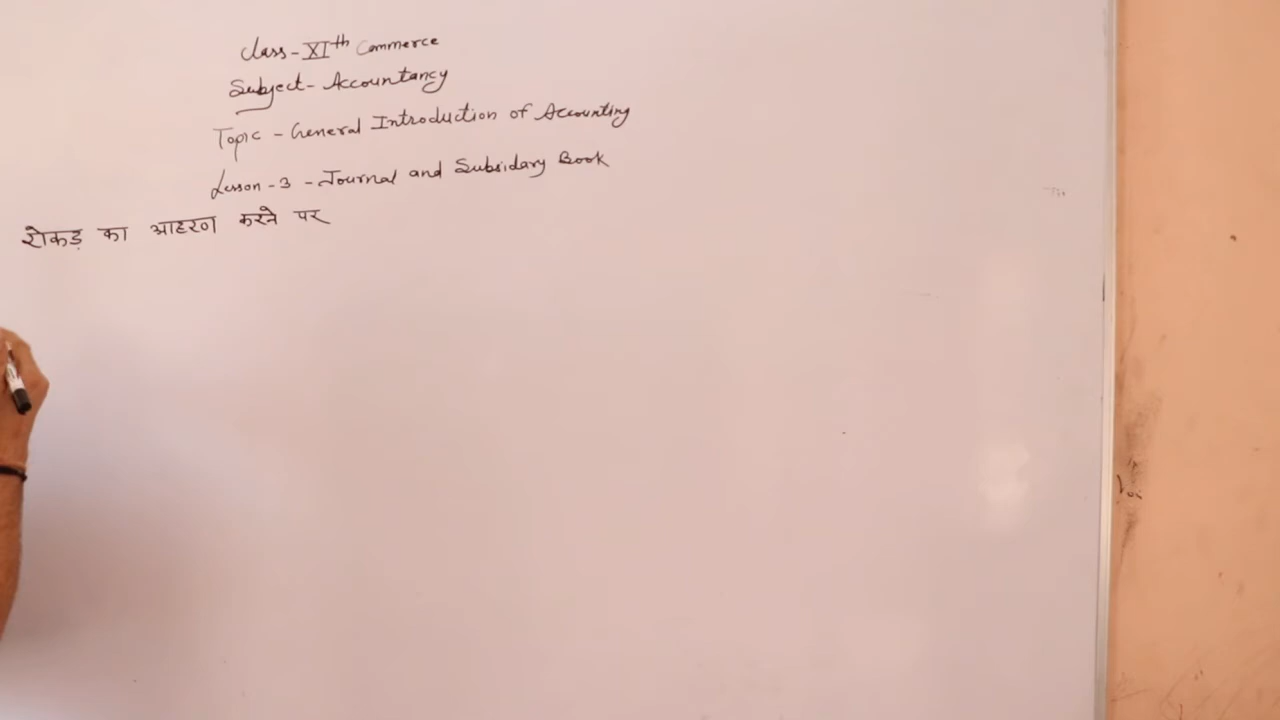 Class - XIth Commerce
Subject - Accountancy
Topic - General Introduction of Accounting
Lesson - 3 - Journal and Subsidary Book
रोकड़ का आहरण करने पर